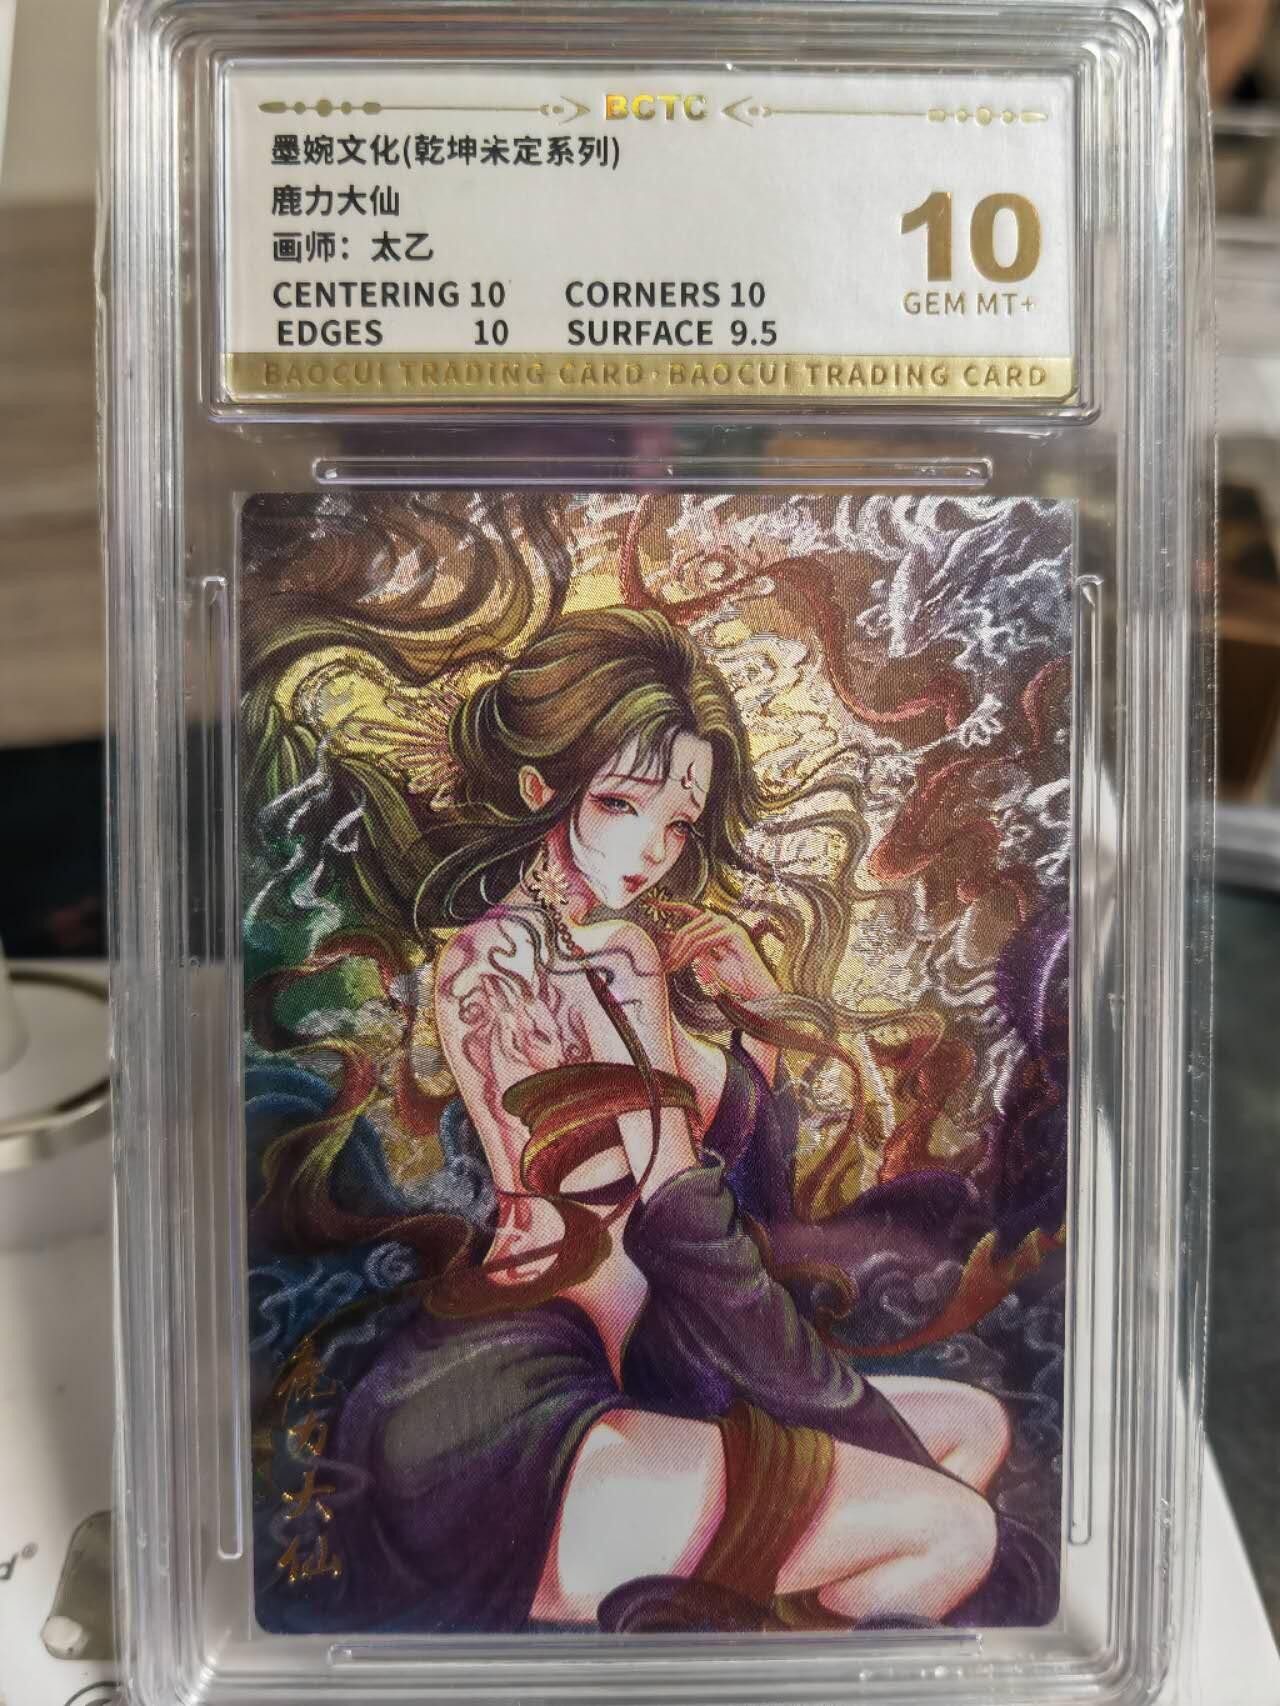 BCTC
墨婉文化(乾坤未定系列)
鹿力大仙
画师：太乙
CENTERING 10 CORNERS 10
EDGES 10 SURFACE 9.5
10
GEM MT+
BAOCUI TRADING CARD·BAOCUI TRADING CARD
鹿力大仙